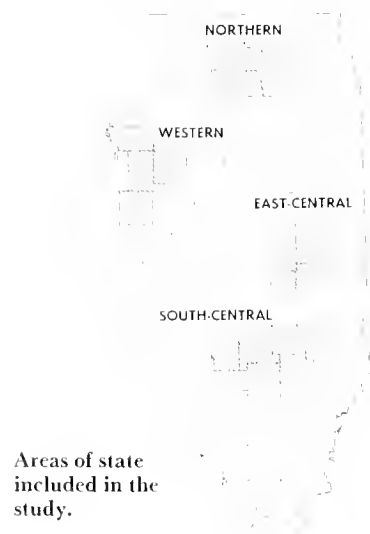 NORTHERN
WESTERN
EAST-CENTRAL
SOUTH-CENTRAL
Areas of state
included in the
study.